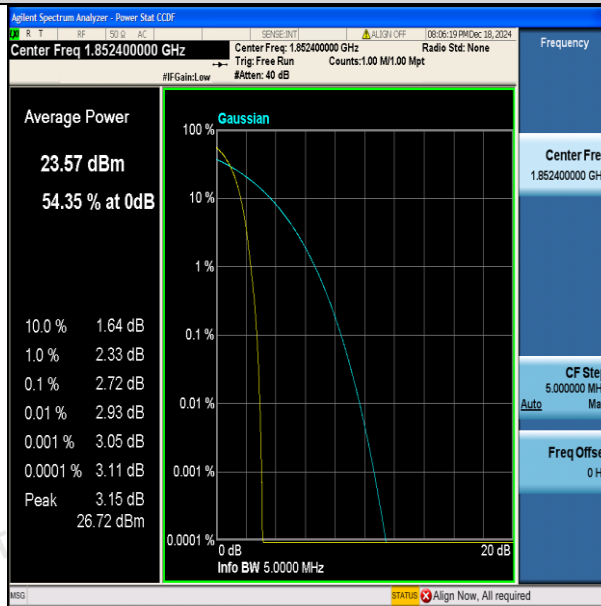 Agilent Spectrum Analyzer - Power Stat CCDF
LXI R T RF 50 Ω AC SENSE:INT ALIGN OFF 08:06:19 PM Dec 18, 2024
Center Freq 1.852400000 GHz
Center Freq: 1.852400000 GHz Radio Std: None
Trig: Free Run Counts:1.00 M/1.00 Mpt
#IFGain:Low #Atten: 40 dB
Frequency
Average Power
23.57 dBm
54.35 % at 0dB
10.0 % 1.64 dB
1.0 % 2.33 dB
0.1 % 2.72 dB
0.01 % 2.93 dB
0.001 % 3.05 dB
0.0001 % 3.11 dB
Peak 3.15 dB
26.72 dBm
Gaussian
100 %
10 %
1 %
0.1 %
0.01 %
0.001 %
0.0001 %
0 dB 20 dB
Info BW 5.0000 MHz
Center Fre
1.852400000 GH
CF Ste
5.000000 MH
Auto Ma
Freq Offse
0 H
MSG STATUS Align Now, All required